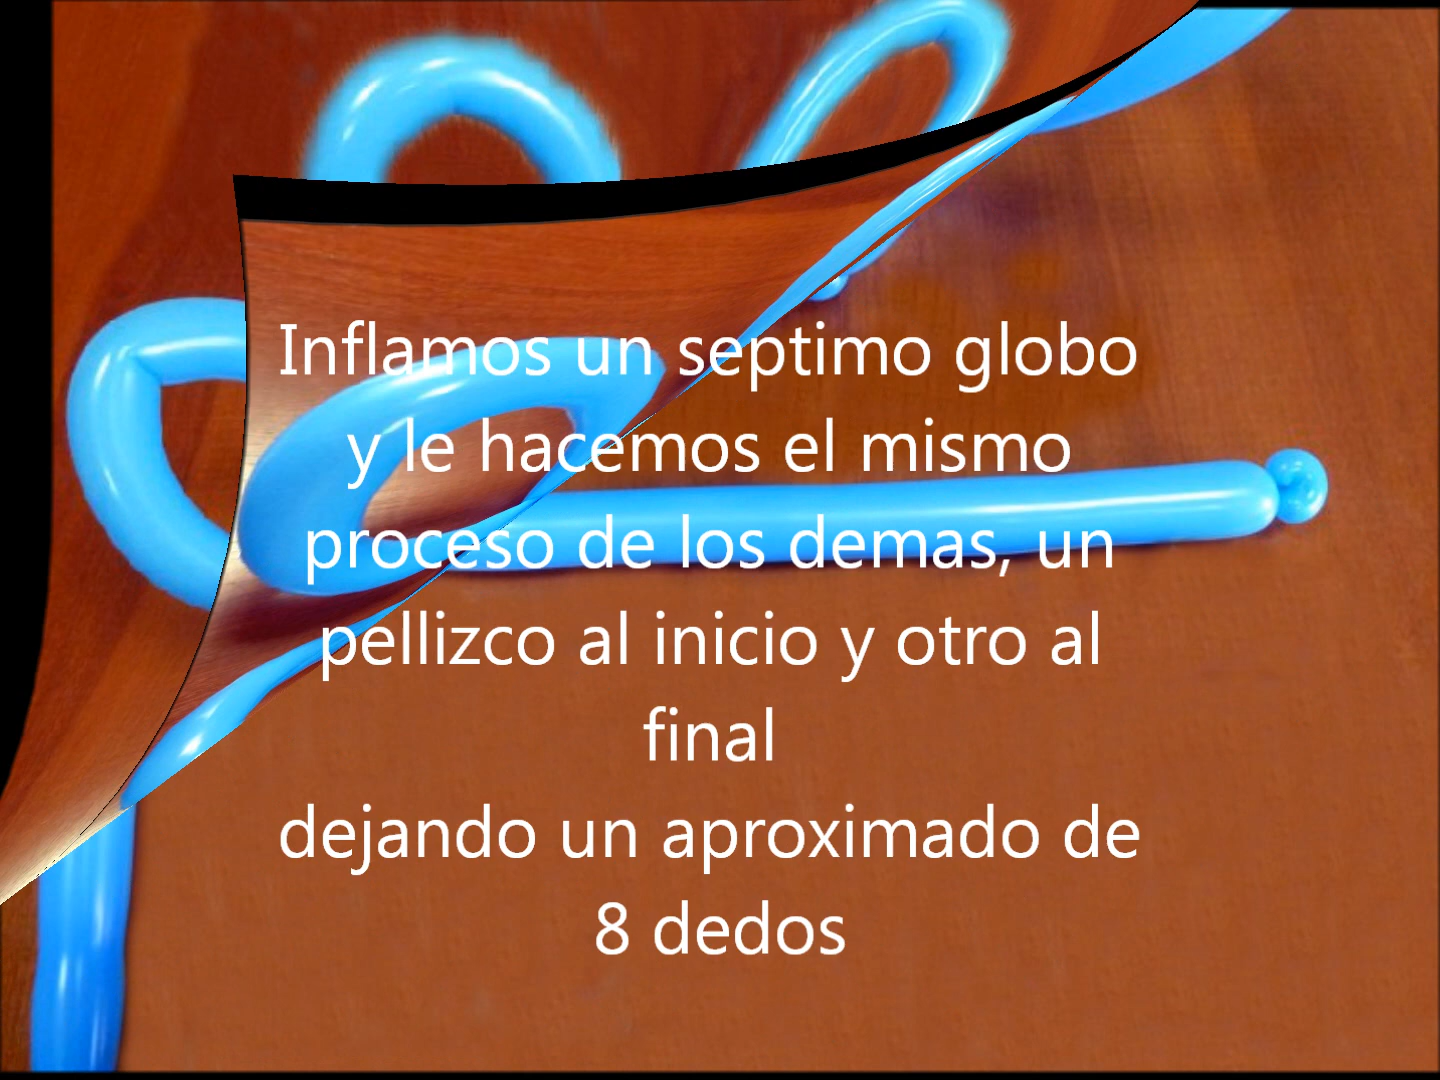 Inflamos un septimo globo
y le hacemos el mismo
proceso de los demas, un
pellizco al inicio y otro al
final
dejando un aproximado de
8 dedos